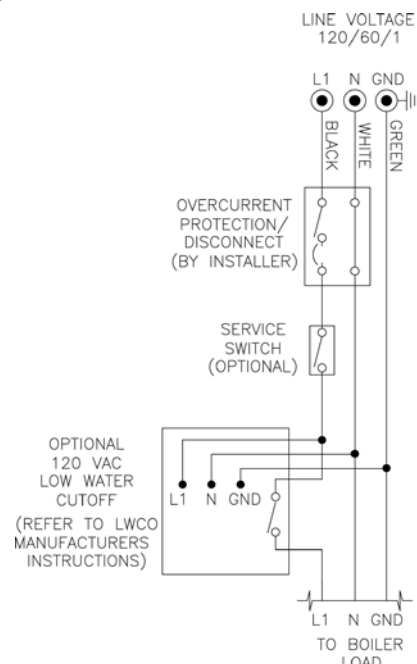 LINE VOLTAGE
120/60/1
L1 N GND
BLACK
WHITE
GREEN
OVERCURRENT
PROTECTION/
DISCONNECT
(BY INSTALLER)
SERVICE
SWITCH
(OPTIONAL)
OPTIONAL
120 VAC
LOW WATER
CUTOFF
(REFER TO LWCO
MANUFACTURERS
INSTRUCTIONS)
L1 N GND
L1 N GND
TO BOILER
LOAD